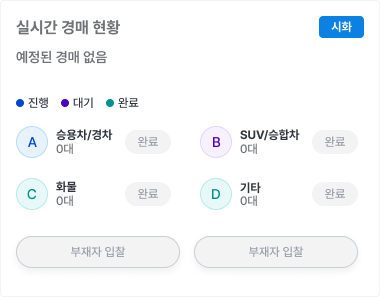 실시간 경매 현황 시화
예정된 경매 없음
진행 대기 완료
A 승용차/경차 0대 완료
B SUV/승합차 0대 완료
C 화물 0대 완료
D 기타 0대 완료
부재자 입찰 부재자 입찰